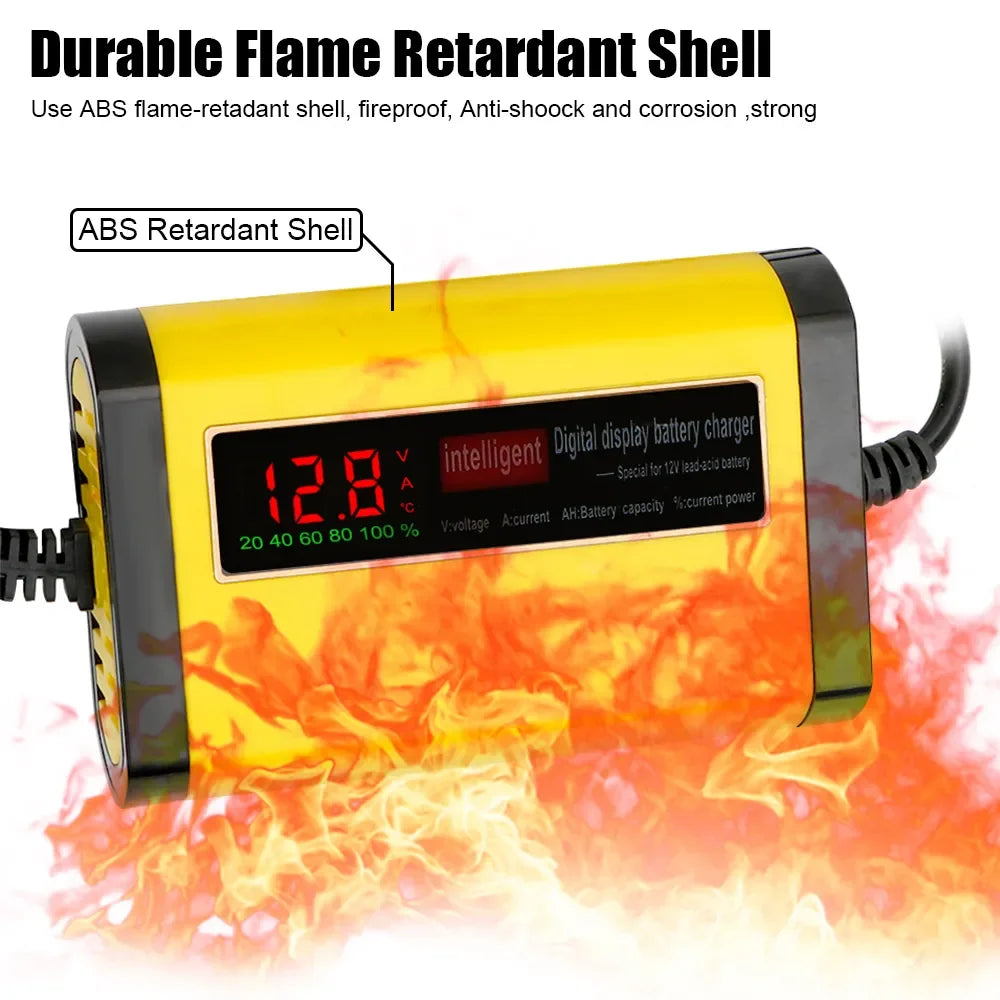 Durable Flame Retardant Shell
Use ABS flame-retadant shell, fireproof, Anti-shoock and corrosion ,strong
ABS Retardant Shell
12.8 V
A
°C
20 40 60 80 100 %
intelligent
Digital display battery charger
— Special for 12V lead-acid battery
V:voltage A:current AH:Battery capacity %:current power